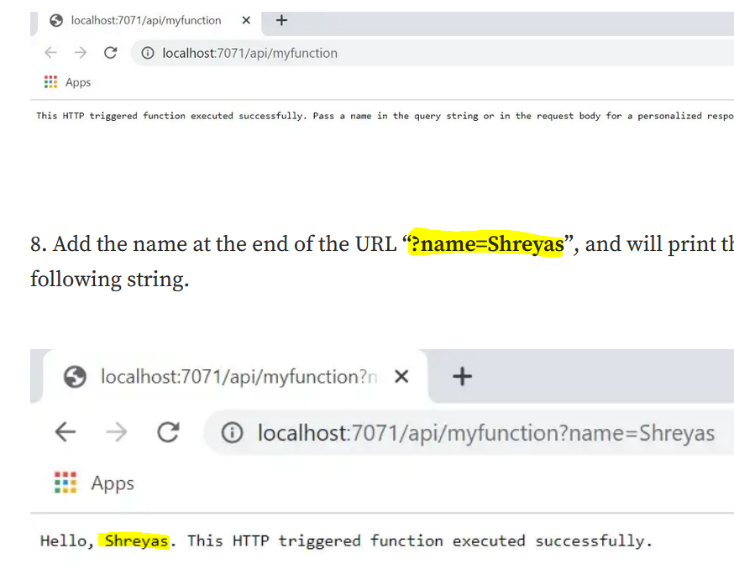 localhost:7071/api/myfunction
localhost:7071/api/myfunction
Apps
This HTTP triggered function executed successfully. Pass a name in the query string or in the request body for a personalized respo
8. Add the name at the end of the URL “?name=Shreyas”, and will print th
following string.
localhost:7071/api/myfunction?n
localhost:7071/api/myfunction?name=Shreyas
Apps
Hello, Shreyas. This HTTP triggered function executed successfully.